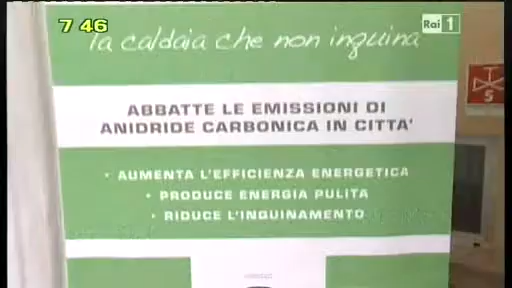 7 46
Rai 1
la caldaia che non inquina
ABBATTE LE EMISSIONI DI
ANIDRIDE CARBONICA IN CITTA'
• AUMENTA L'EFFICIENZA ENERGETICA
• PRODUCE ENERGIA PULITA
• RIDUCE L'INQUINAMENTO
5